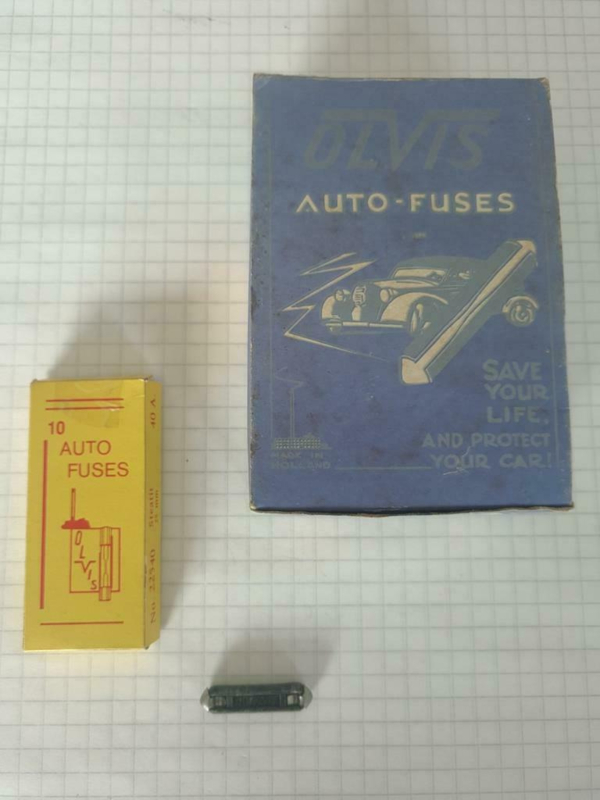 OLVIS
AUTO-FUSES
SAVE
YOUR
LIFE,
AND PROTECT
YOUR CAR!
MADE IN
HOLLAND
10
AUTO
FUSES
OLVIS
40 A
No. 22540